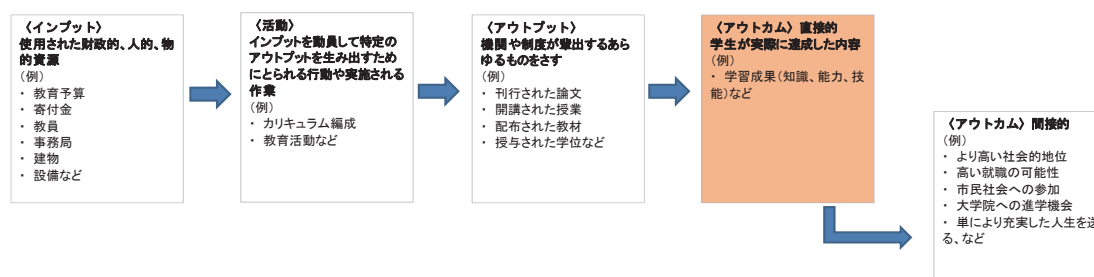 〈インプット〉
使用された財政的、人的、物
的資源
(例)
・ 教育予算
・ 寄付金
・ 教員
・ 事務局
・ 建物
・ 設備など
〈活動〉
インプットを動員して特定の
アウトプットを生み出すため
にとられる行動や実施される
作業
(例)
・ カリキュラム編成
・ 教育活動など
〈アウトプット〉
機関や制度が輩出するあら
ゆるものをさす
(例)
・ 刊行された論文
・ 開講された授業
・ 配布された教材
・ 授与された学位など
〈アウトカム〉 直接的
学生が実際に達成した内容
(例)
・ 学習成果(知識、能力、技
能)など
〈アウトカム〉 間接的
(例)
・ より高い社会的地位
・ 高い就職の可能性
・ 市民社会への参加
・ 大学院への進学機会
・ 単により充実した人生を送
る、など